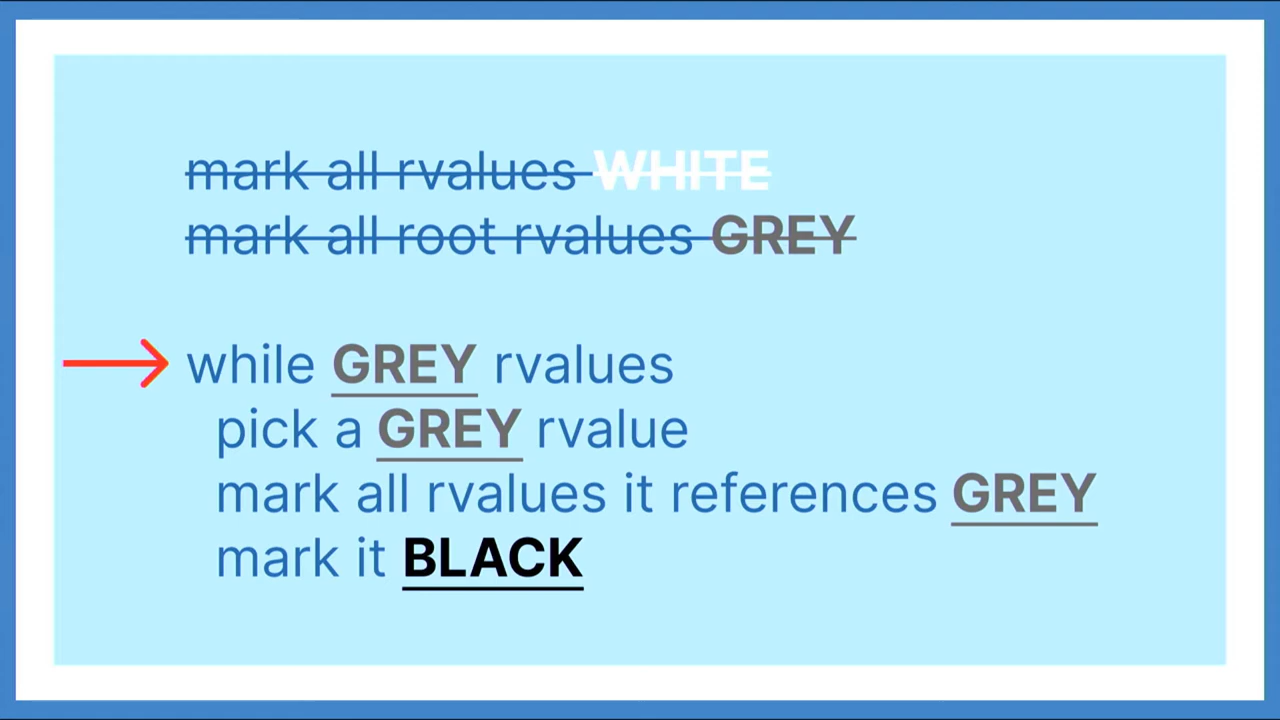 mark all rvalues WHITE
mark all root rvalues GREY
while GREY rvalues
pick a GREY rvalue
mark all rvalues it references GREY
mark it BLACK